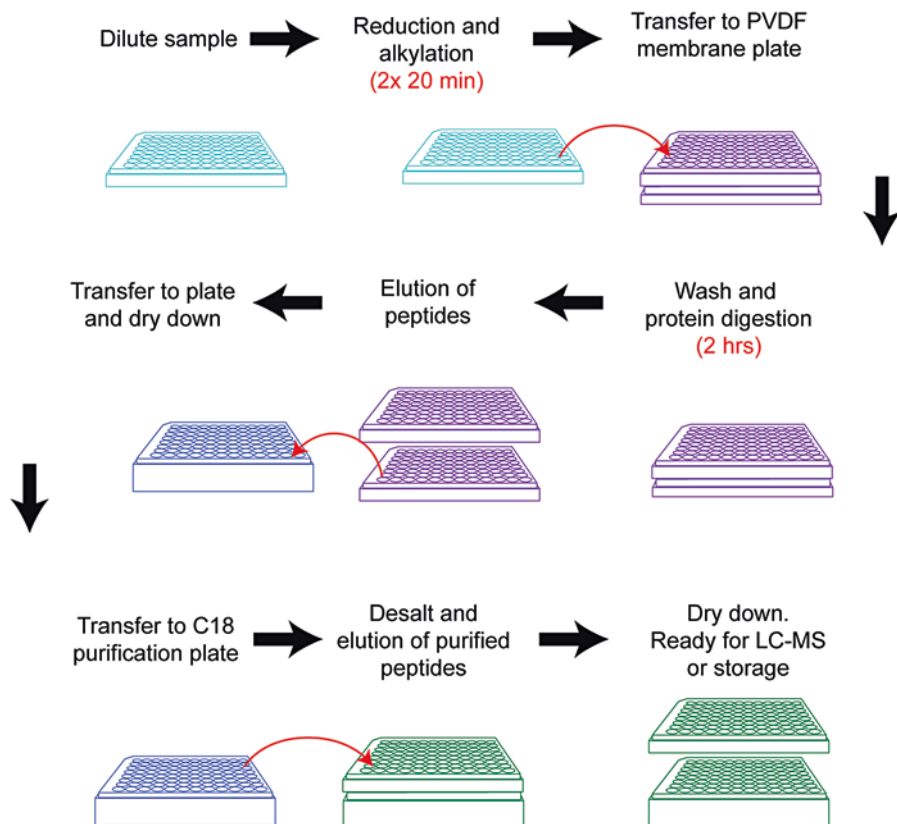 Dilute sample
Reduction and
alkylation
(2x 20 min)
Transfer to PVDF
membrane plate
Wash and
protein digestion
(2 hrs)
Elution of
peptides
Transfer to plate
and dry down
Transfer to C18
purification plate
Desalt and
elution of purified
peptides
Dry down.
Ready for LC-MS
or storage